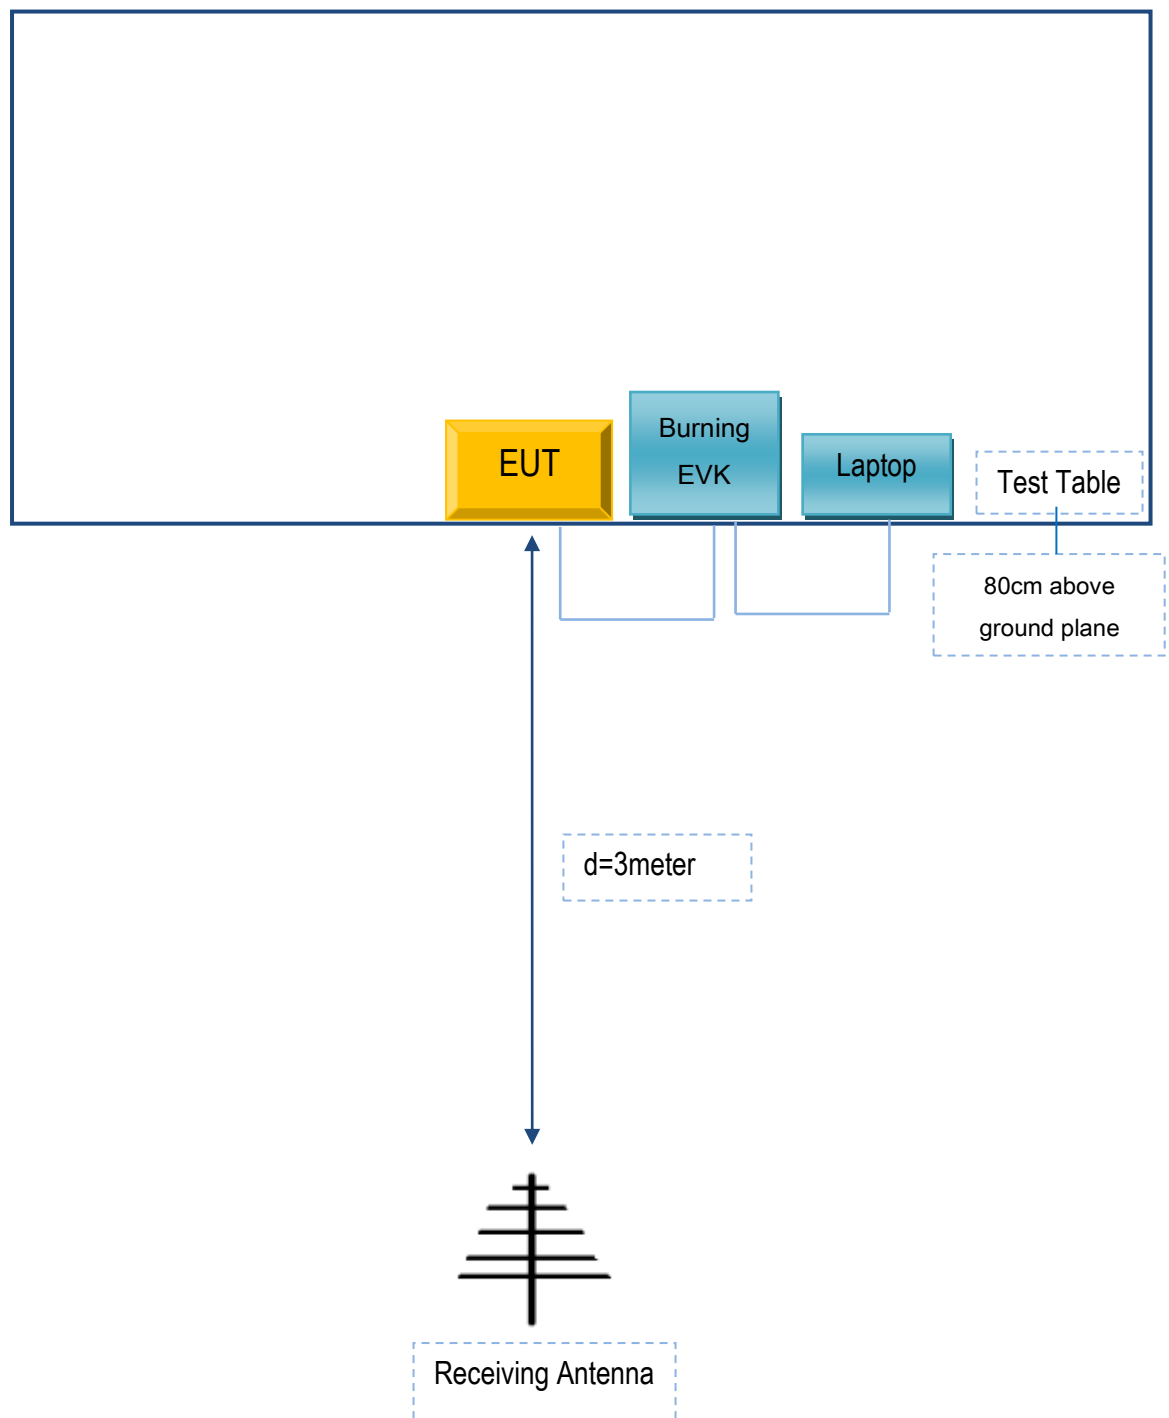 EUT
Burning
EVK
Laptop
Test Table
80cm above
ground plane
d=3meter
Receiving Antenna